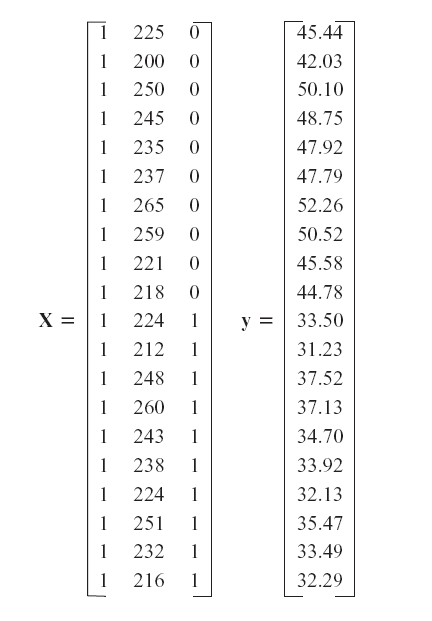 1 225 0 45.44
1 200 0 42.03
1 250 0 50.10
1 245 0 48.75
1 235 0 47.92
1 237 0 47.79
1 265 0 52.26
1 259 0 50.52
1 221 0 45.58
1 218 0 44.78
X = 1 224 1 y = 33.50
1 212 1 31.23
1 248 1 37.52
1 260 1 37.13
1 243 1 34.70
1 238 1 33.92
1 224 1 32.13
1 251 1 35.47
1 232 1 33.49
1 216 1 32.29